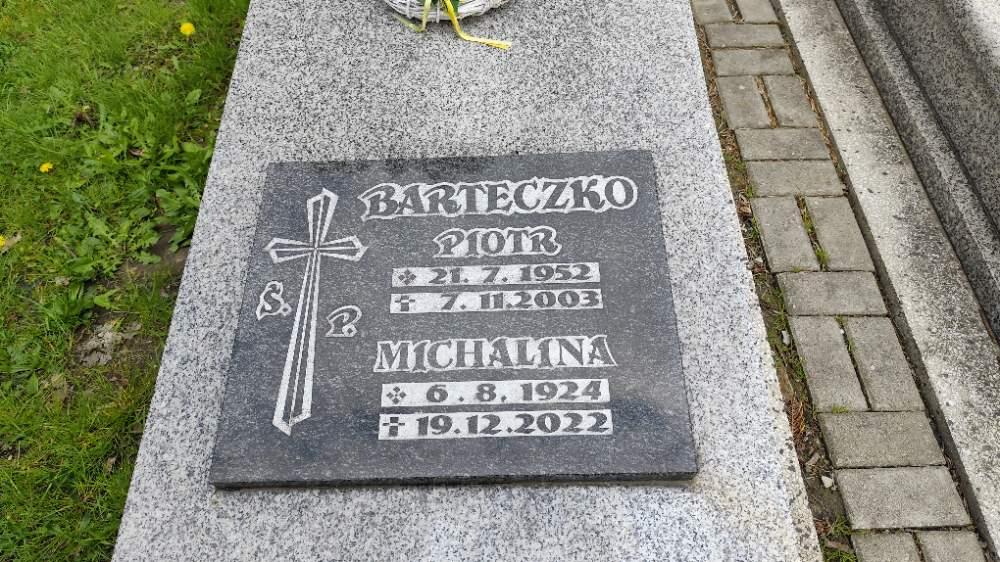 BARTECZKO
PIOTR
21. 7. 1952
7. 11. 2003
Ś. P.
MICHALINA
6. 8. 1924
19. 12. 2022